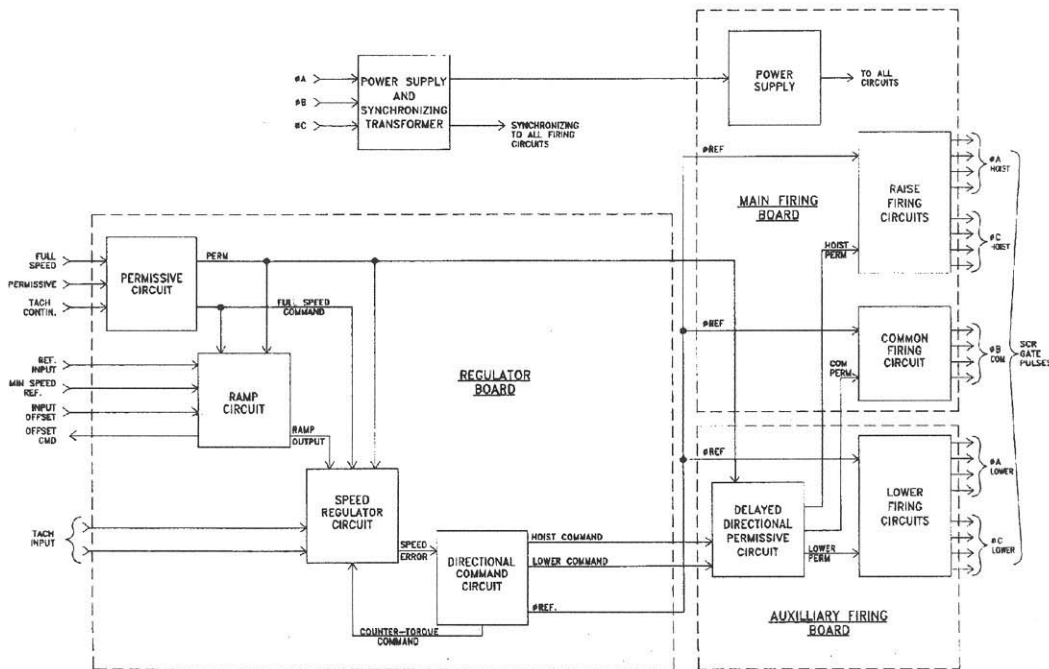 ØA
ØB
ØC
POWER SUPPLY
AND
SYNCHRONIZING
TRANSFORMER
SYNCHRONIZING
TO ALL FIRING
CIRCUITS
POWER
SUPPLY
TO ALL
CIRCUITS
ØREF
MAIN FIRING
BOARD
RAISE
FIRING
CIRCUITS
HOIST
PERM
ØA
HOIST
ØC
HOIST
FULL
SPEED
PERMISSIVE
TACH
CONTIN.
PERMISSIVE
CIRCUIT
PERM
FULL SPEED
COMMAND
REF.
INPUT
MIN SPEED
REF.
INPUT
OFFSET
OFFSET
CMD
RAMP
CIRCUIT
RAMP
OUTPUT
REGULATOR
BOARD
ØREF
COM
PERM
COMMON
FIRING
CIRCUIT
ØB
COM
SCR
GATE
PULSES
TACH
INPUT
SPEED
REGULATOR
CIRCUIT
SPEED
ERROR
DIRECTIONAL
COMMAND
CIRCUIT
HOIST COMMAND
LOWER COMMAND
ØREF.
COUNTER-TORQUE
COMMAND
ØREF
DELAYED
DIRECTIONAL
PERMISSIVE
CIRCUIT
LOWER
PERM
LOWER
FIRING
CIRCUITS
ØA
LOWER
ØC
LOWER
AUXILLIARY FIRING
BOARD